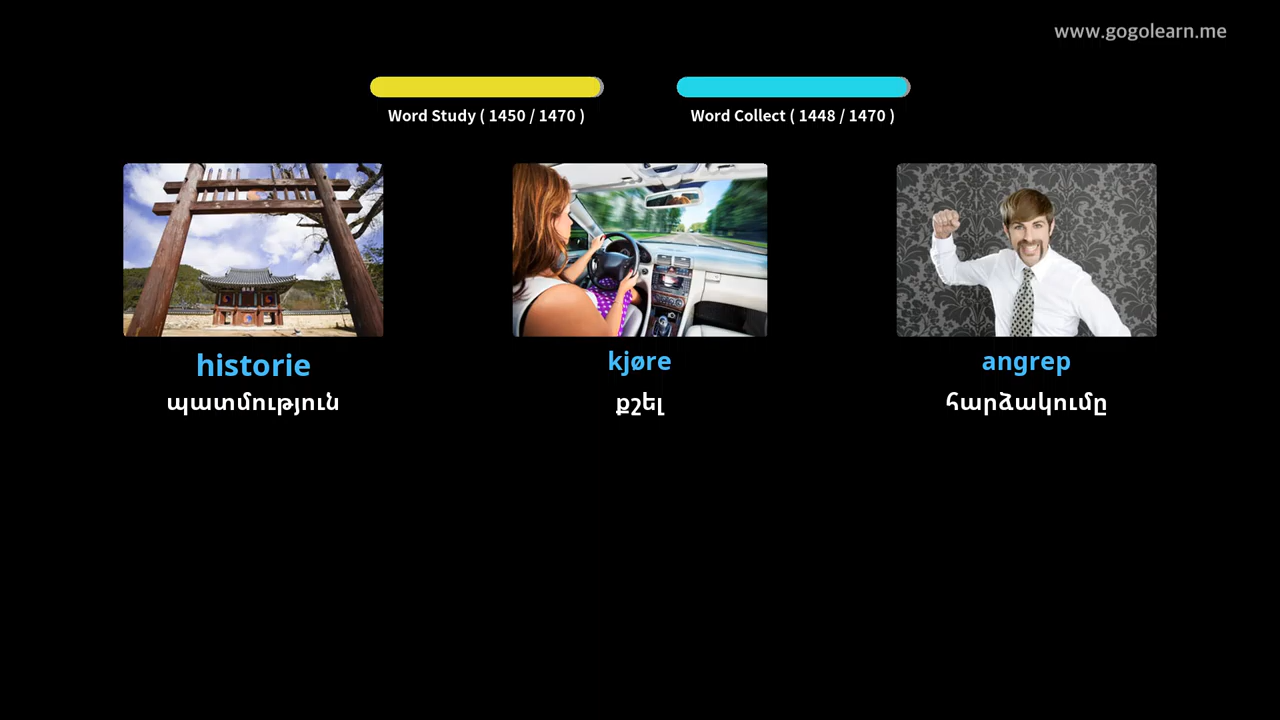 www.gogolearn.me
Word Study ( 1450 / 1470 )
Word Collect ( 1448 / 1470 )
historie
kjøre
angrep
պատմություն
քշել
հարձակումը